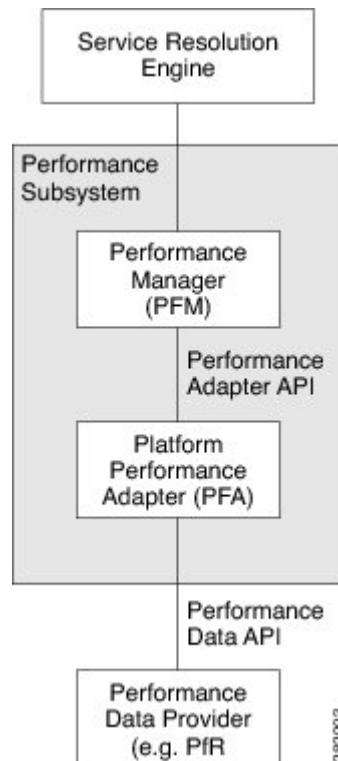 Service Resolution
Engine
Performance
Subsystem
Performance
Manager
(PFM)
Performance
Adapter API
Platform
Performance
Adapter (PFA)
Performance
Data API
Performance
Data Provider
(e.g. PfR